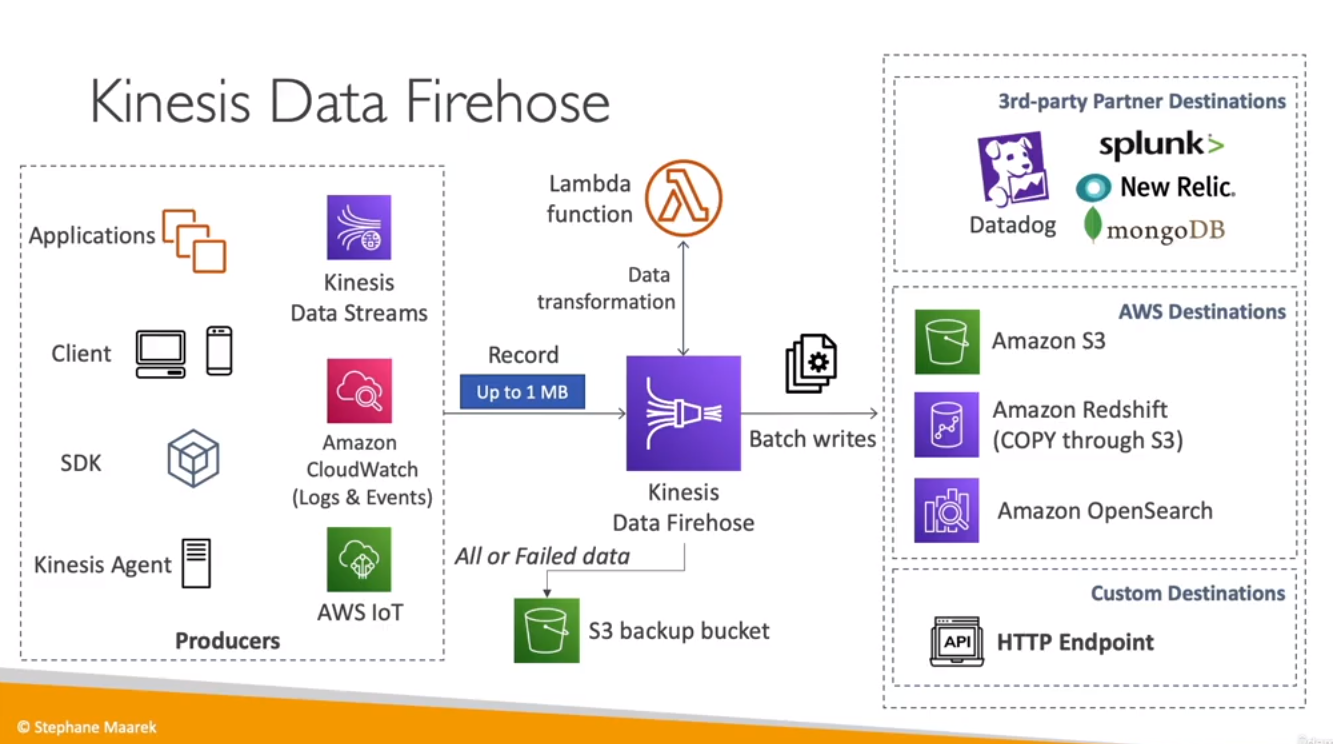 Kinesis Data Firehose
Applications
Client
SDK
Kinesis Agent
Kinesis
Data Streams
Amazon
CloudWatch
(Logs & Events)
AWS IoT
Producers
Record
Up to 1 MB
Lambda
function
Data
transformation
Kinesis
Data Firehose
All or Failed data
S3 backup bucket
Batch writes
3rd-party Partner Destinations
Datadog
splunk>
New Relic.
mongoDB
AWS Destinations
Amazon S3
Amazon Redshift
(COPY through S3)
Amazon OpenSearch
Custom Destinations
API
HTTP Endpoint
© Stephane Maarek